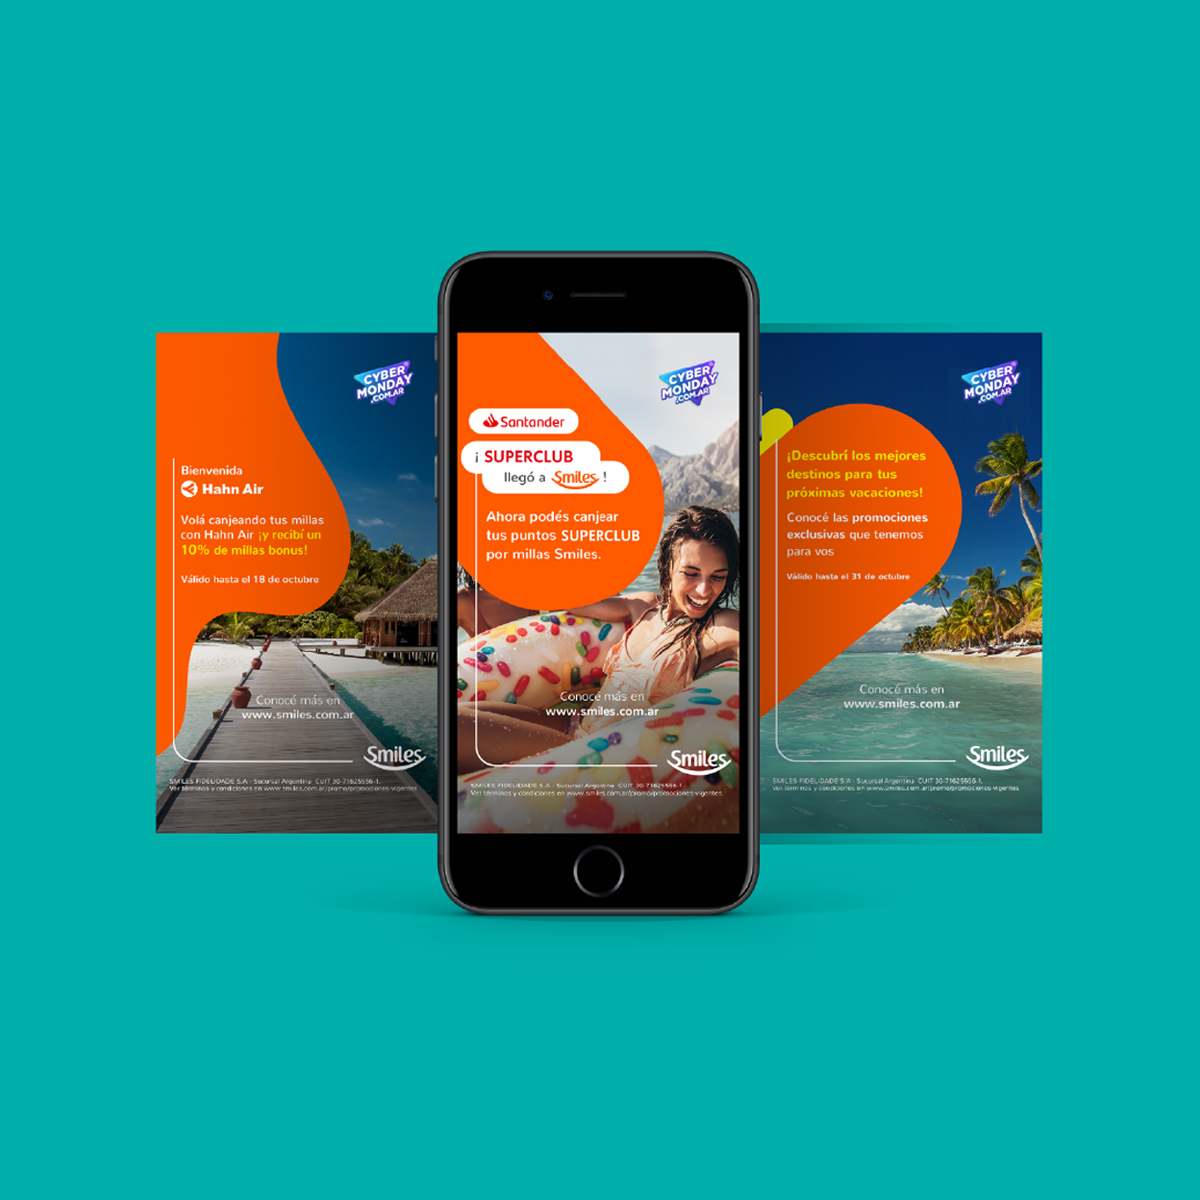 CYBER
MONDAY
.COM.AR
Bienvenida
Hahn Air
Volá canjeando tus millas
con Hahn Air ¡y recibí un
10% de millas bonus!
Válido hasta el 18 de octubre
Conocé más en
www.smiles.com.ar
Smiles
SMILES FIDELIDADE S.A - Sucursal Argentina CUIT 30-71625556-1.
Ver términos y condiciones en www.smiles.com.ar/promo/promociones-vigentes
CYBER
MONDAY
.COM.AR
Santander
¡ SUPERCLUB
llegó a Smiles !
Ahora podés canjear
tus puntos SUPERCLUB
por millas Smiles.
Conocé más en
www.smiles.com.ar
Smiles
SMILES FIDELIDADE S.A - Sucursal Argentina CUIT 30-71625556-1.
Ver términos y condiciones en www.smiles.com.ar/promo/promociones-vigentes
CYBER
MONDAY
.COM.AR
¡Descubrí los mejores
destinos para tus
próximas vacaciones!
Conocé las promociones
exclusivas que tenemos
para vos
Válido hasta el 31 de octubre
Conocé más en
www.smiles.com.ar
Smiles
SMILES FIDELIDADE S.A - Sucursal Argentina CUIT 30-71625556-1.
Ver términos y condiciones en www.smiles.com.ar/promo/promociones-vigentes